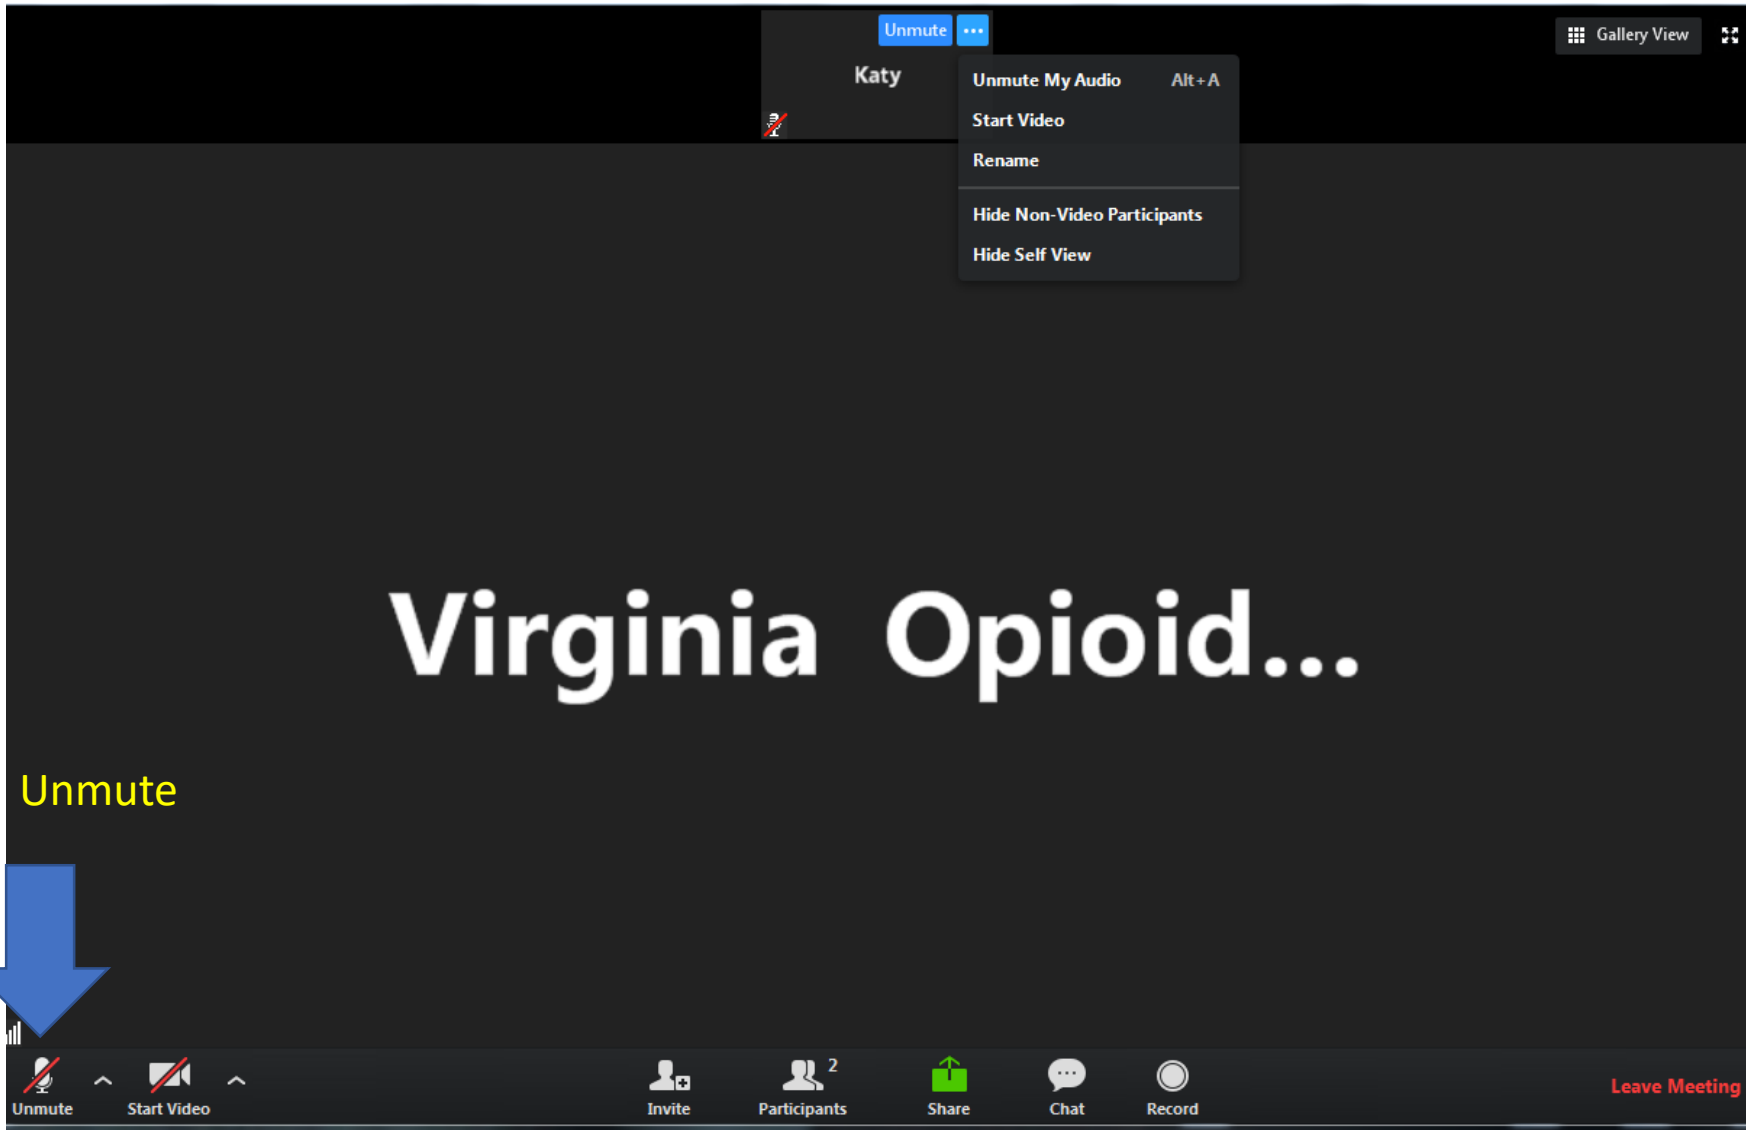 Unmute ...
Gallery View
Katy
Unmute My Audio Alt+A
Start Video
Rename
Hide Non-Video Participants
Hide Self View
Virginia Opioid...
Unmute
2
Unmute
Start Video
Invite
Participants
Share
Chat
Record
Leave Meeting